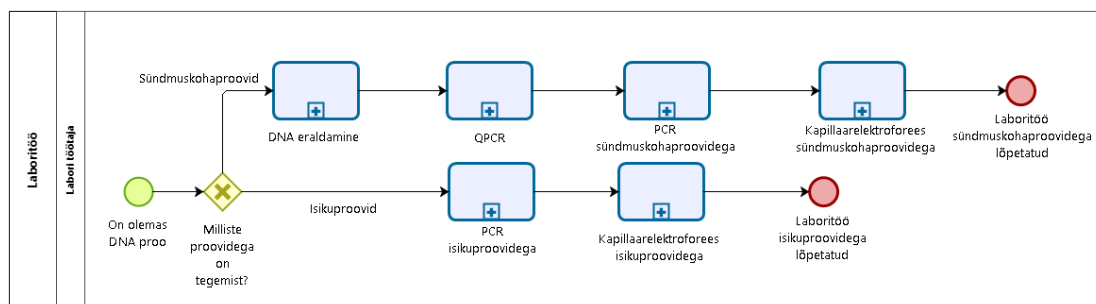 Laboritöö
Labori töötaja
Sündmuskohaproovid
DNA eraldamine
QPCR
PCR
sündmuskohaproovidega
Kapillaarelektroforees
sündmuskohaproovidega
Laboritöö
sündmuskohaproovidega
lõpetatud
On olemas
DNA proo
Milliste
proovidega
on
tegemist?
Isikuproovid
PCR
isikuproovidega
Kapillaarelektroforees
isikuproovidega
Laboritöö
isikuproovidega
lõpetatud